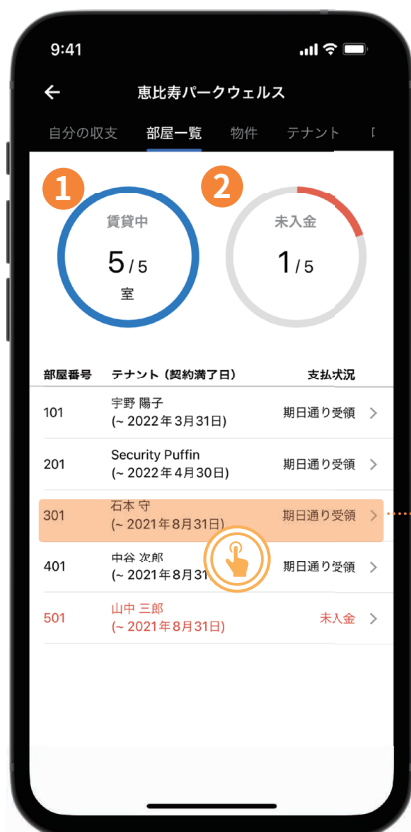 9:41
恵比寿パークウェルス
自分の収支 部屋一覧 物件 テナント
1 賃貸中 5/5 室
2 未入金 1/5
部屋番号 テナント (契約満了日) 支払状況
101 宇野 陽子 (~ 2022年3月31日) 期日通り受領
201 Security Puffin (~ 2022年4月30日) 期日通り受領
301 石本 守 (~ 2021年8月31日) 期日通り受領
401 中谷 次郎 (~ 2021年8月31 期日通り受領
501 山中 三郎 (~ 2021年8月31日) 未入金